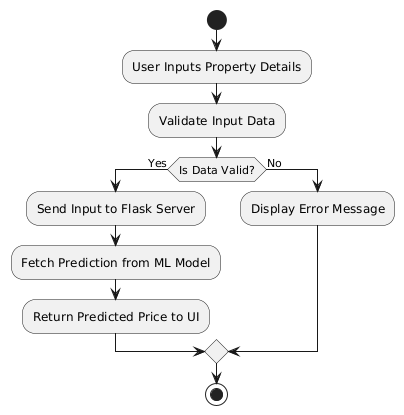 User Inputs Property Details
Validate Input Data
Is Data Valid?
Yes
No
Send Input to Flask Server
Display Error Message
Fetch Prediction from ML Model
Return Predicted Price to UI